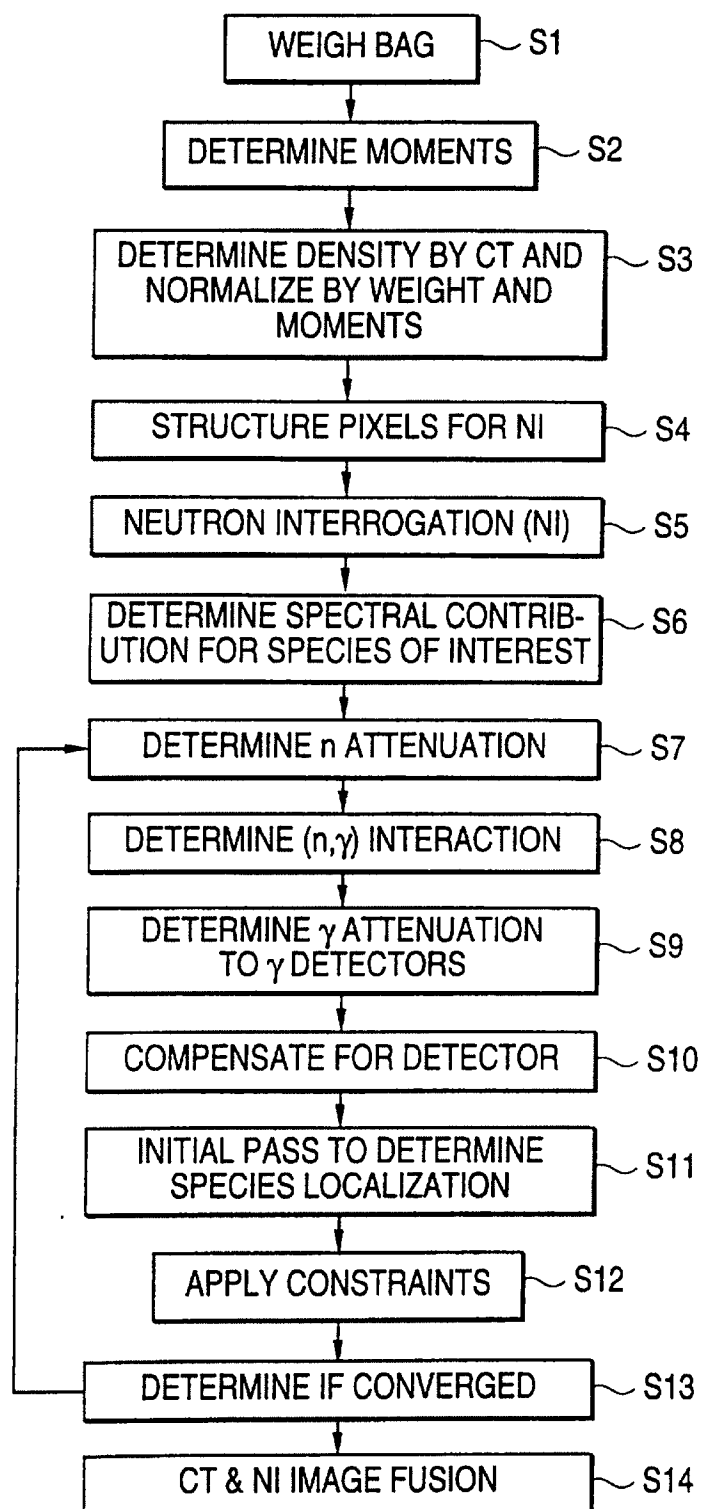 WEIGH BAG S1
DETERMINE MOMENTS S2
DETERMINE DENSITY BY CT AND
NORMALIZE BY WEIGHT AND
MOMENTS
S3
STRUCTURE PIXELS FOR NI S4
NEUTRON INTERROGATION (NI) S5
DETERMINE SPECTRAL CONTRIB-
UTION FOR SPECIES OF INTEREST
S6
DETERMINE n ATTENUATION S7
DETERMINE (n,γ) INTERACTION S8
DETERMINE γ ATTENUATION
TO γ DETECTORS
S9
COMPENSATE FOR DETECTOR S10
INITIAL PASS TO DETERMINE
SPECIES LOCALIZATION
S11
APPLY CONSTRAINTS S12
DETERMINE IF CONVERGED S13
CT & NI IMAGE FUSION S14